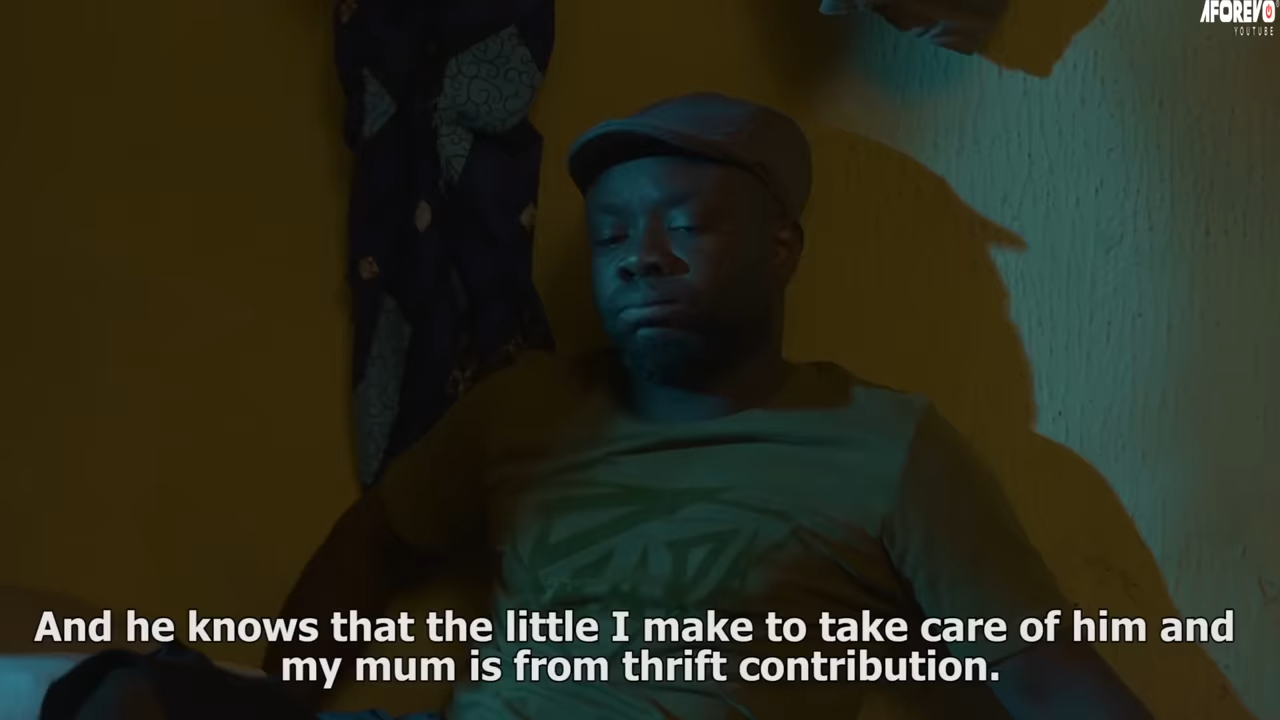 AFOREVO
YOUTUBE
And he knows that the little I make to take care of him and
my mum is from thrift contribution.